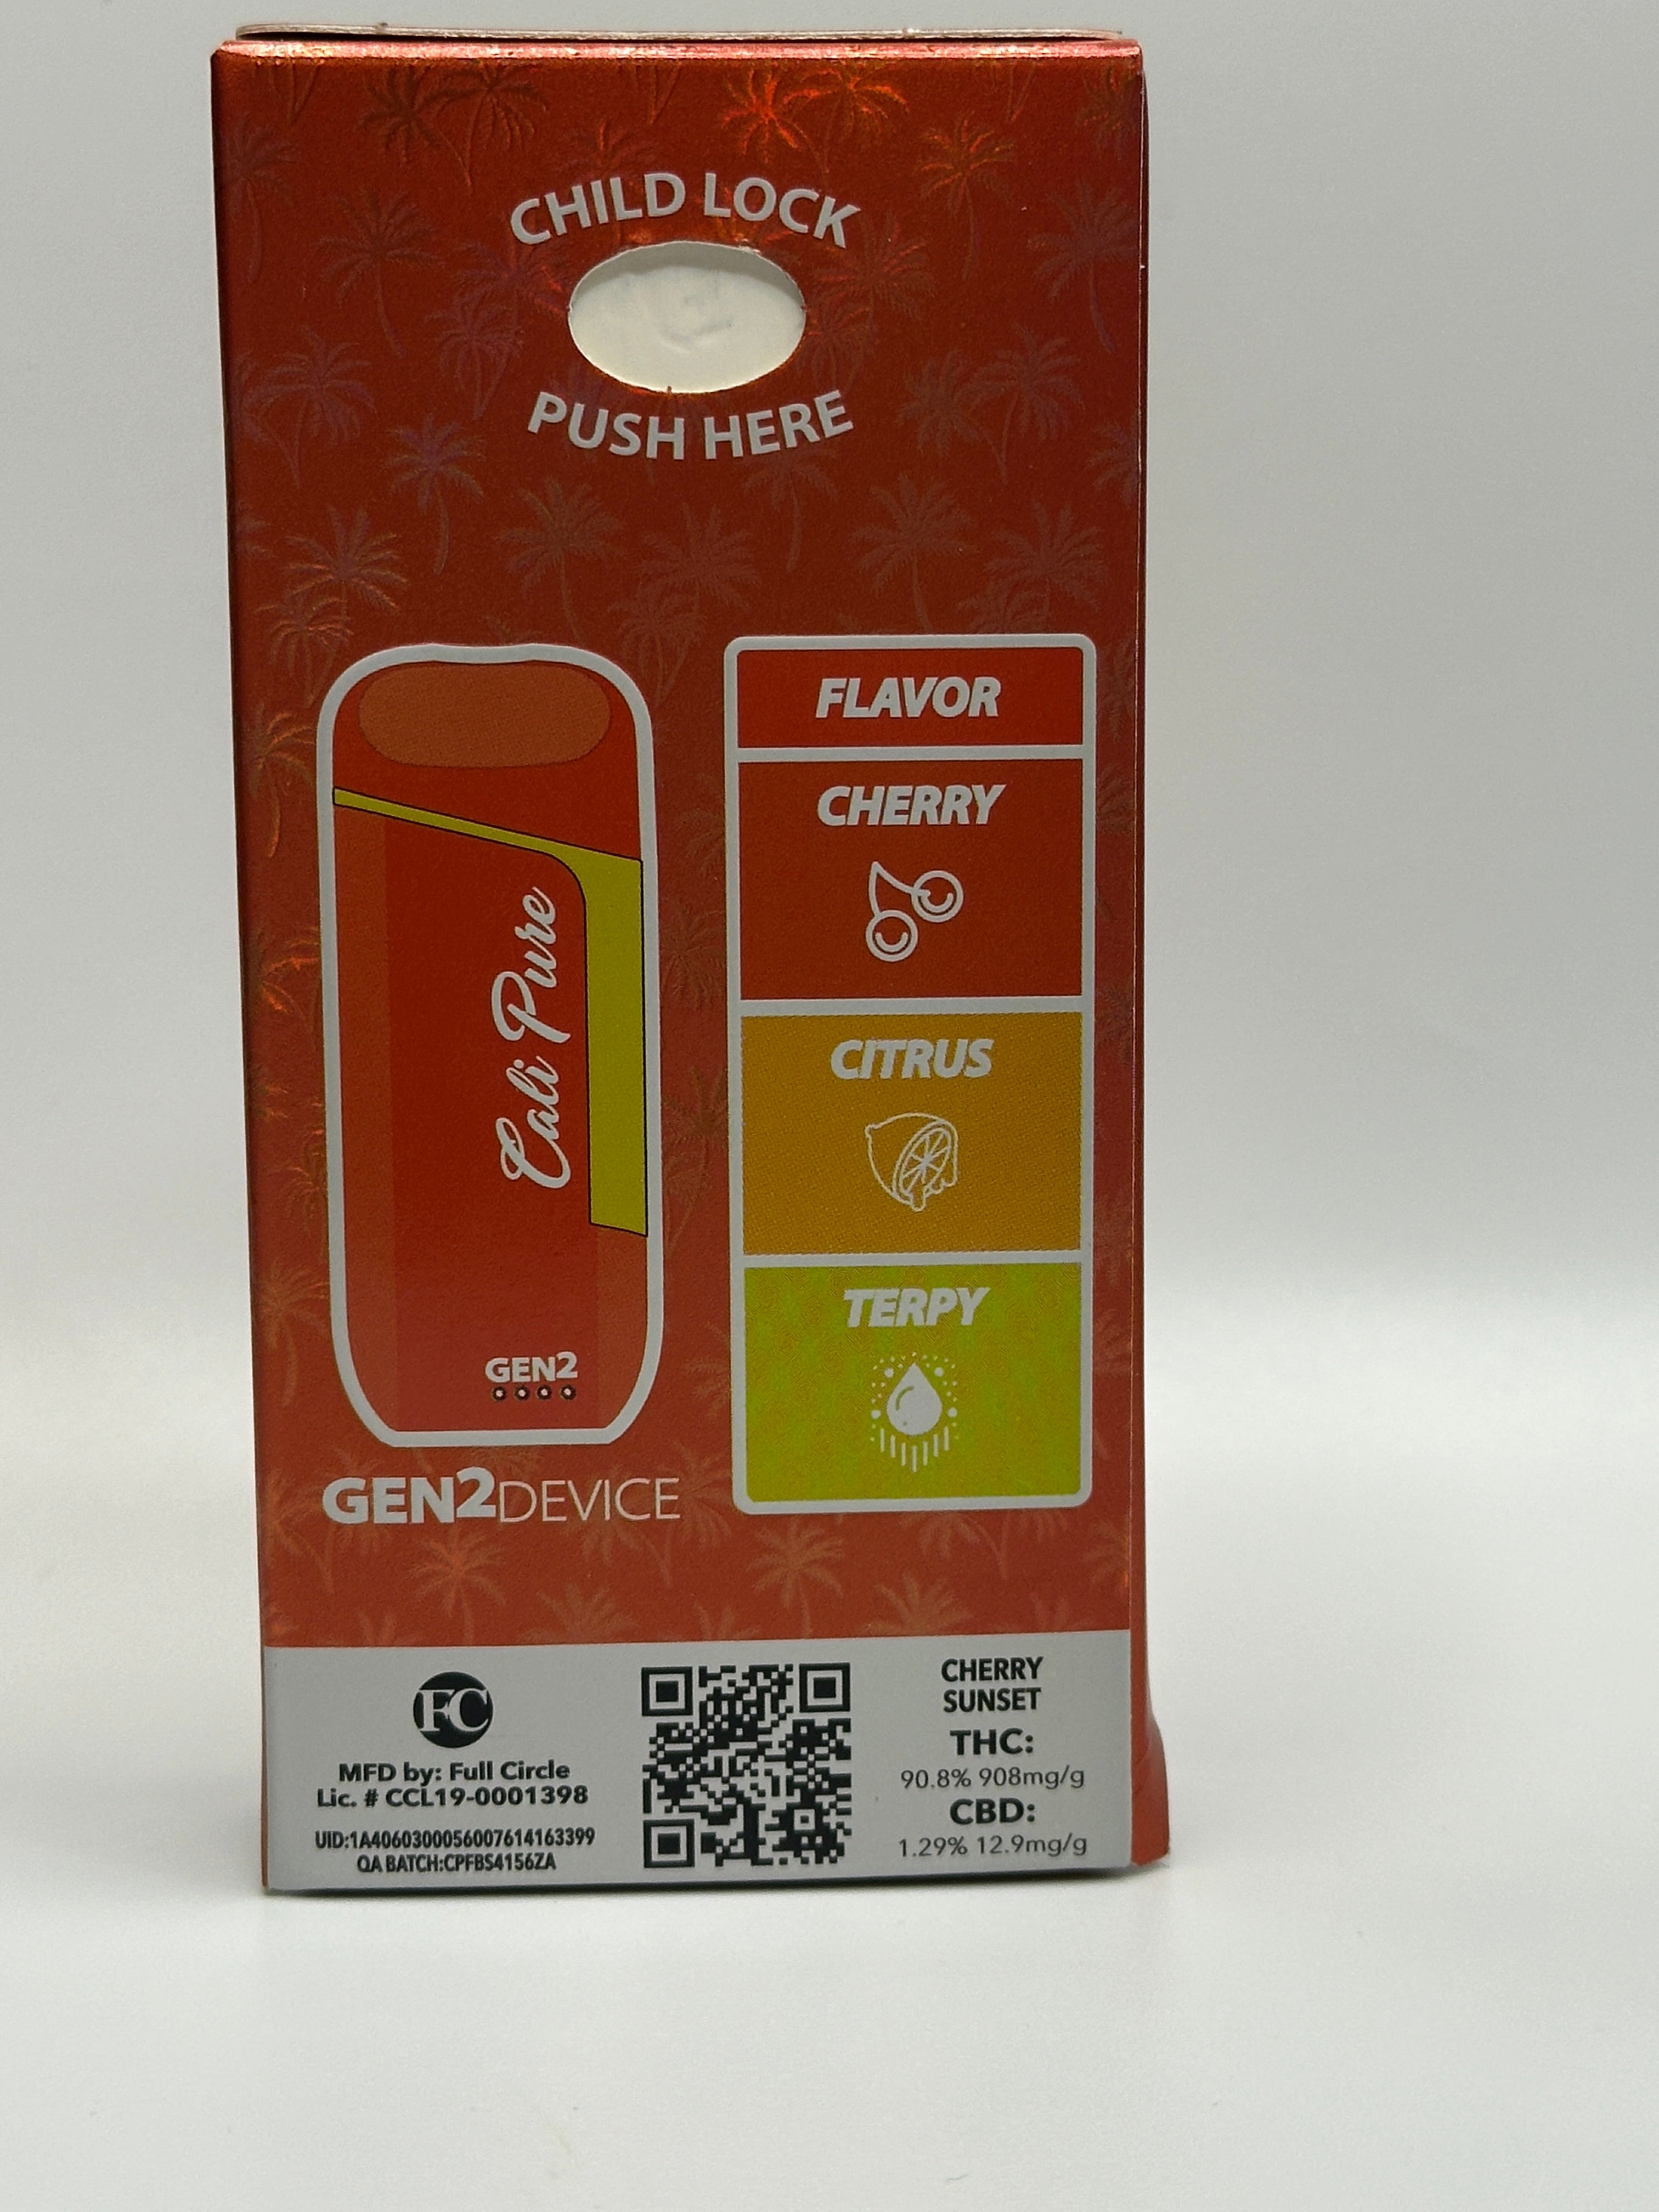 CHILD LOCK
PUSH HERE
Cali Pure
GEN2
GEN2DEVICE
FLAVOR
CHERRY
CITRUS
TERPY
FC
MFD by: Full Circle
Lic. # CCL19-0001398
UID:1A4060300056007614163399
QA BATCH:CPFBS4156ZA
CHERRY
SUNSET
THC:
90.8% 908mg/g
CBD:
1.29% 12.9mg/g